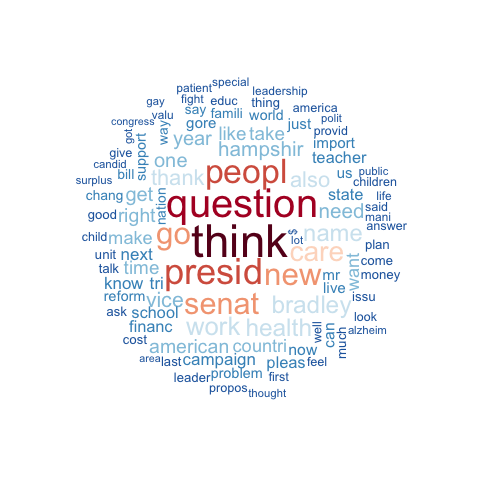 patient special
gay fight educ thing leadership
valu say famili world america
congress way gore just polit
got year like take provid
give support one hampshir import
candid teacher
bill thank peopl also us public
surplus state children
chang get nation question need life
good right think name said mani
child make go s lot care answer
unit next presid new want plan
talk time mr come
know tri live money
reform vice senat bradley issu
ask school work health can well look
financ now much alzheim
cost american countri
area last campaign pleas feel
leader problem first
propos thought